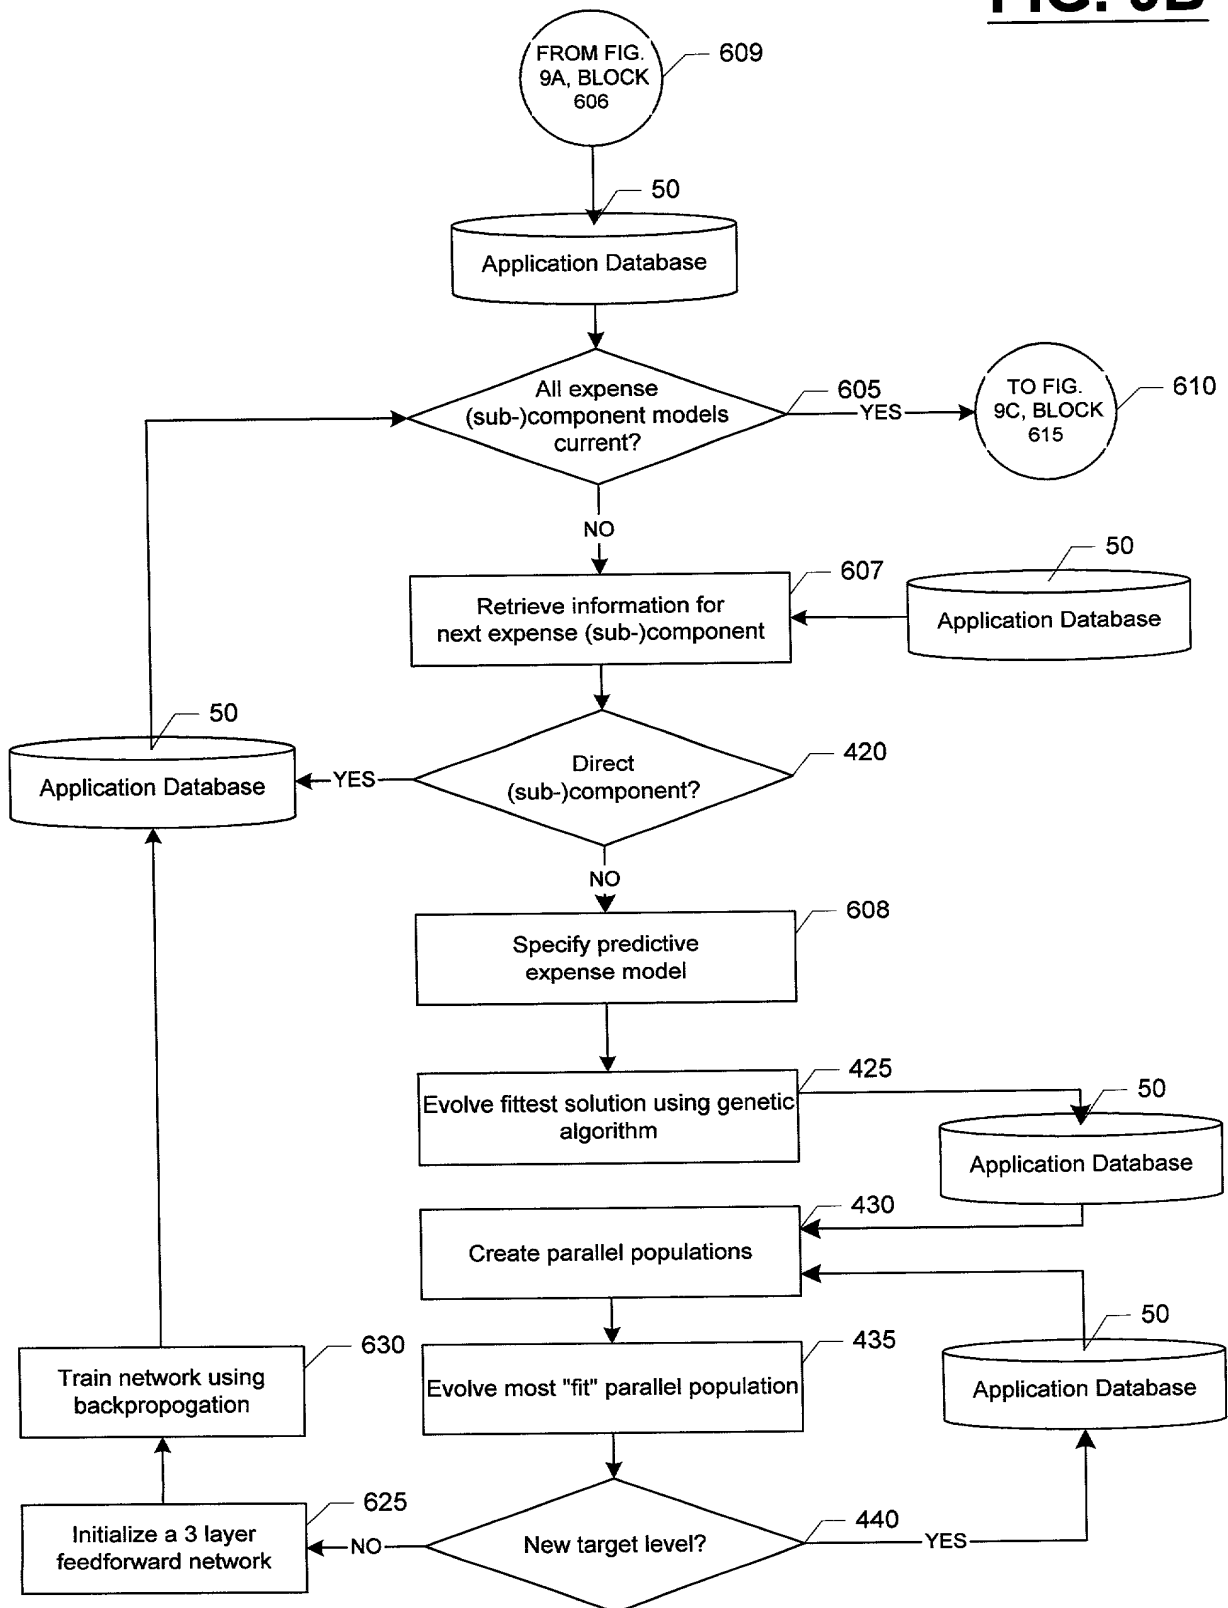 FIG. 9B
FROM FIG.
9A, BLOCK
606
609
50
Application Database
All expense
(sub-)component models
current?
605
YES
TO FIG.
9C, BLOCK
615
610
NO
607
Retrieve information for
next expense (sub-)component
50
Application Database
50
Application Database
YES
Direct
(sub-)component?
420
NO
608
Specify predictive
expense model
425
Evolve fittest solution using genetic
algorithm
50
Application Database
430
Create parallel populations
50
Application Database
435
Evolve most "fit" parallel population
630
Train network using
backpropogation
625
Initialize a 3 layer
feedforward network
NO
New target level?
440
YES